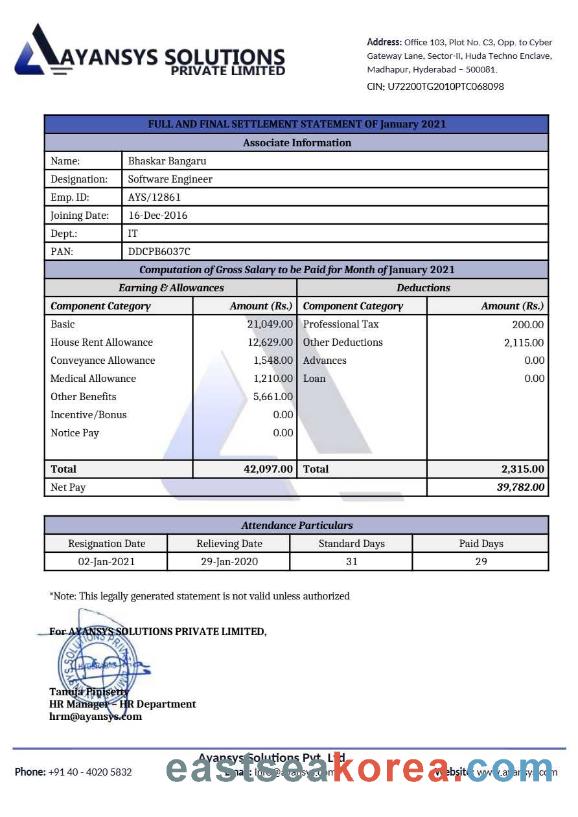 AYANSYS SOLUTIONS
PRIVATE LIMITED
Address: Office 103, Plot No. C3, Opp. to Cyber
Gateway Lane, Sector-II, Huda Techno Enclave,
Madhapur, Hyderabad – 500081.
CIN; U72200TG2010PTC068098
FULL AND FINAL SETTLEMENT STATEMENT OF January 2021
Associate Information
Name: Bhaskar Bangaru
Designation: Software Engineer
Emp. ID: AYS/12861
Joining Date: 16-Dec-2016
Dept.: IT
PAN: DDCPB6037C
Computation of Gross Salary to be Paid for Month of January 2021
Earning & Allowances Deductions
Component Category Amount (Rs.) Component Category Amount (Rs.)
Basic 21,049.00 Professional Tax 200.00
House Rent Allowance 12,629.00 Other Deductions 2,115.00
Conveyance Allowance 1,548.00 Advances 0.00
Medical Allowance 1,210.00 Loan 0.00
Other Benefits 5,661.00
Incentive/Bonus 0.00
Notice Pay 0.00
Total 42,097.00 Total 2,315.00
Net Pay 39,782.00
Attendance Particulars
Resignation Date Relieving Date Standard Days Paid Days
02-Jan-2021 29-Jan-2020 31 29
*Note: This legally generated statement is not valid unless authorized
For AYANSYS SOLUTIONS PRIVATE LIMITED,
Tanuja Pinisetty
HR Manager – HR Department
hrm@ayansys.com
Ayansys Solutions Pvt. Ltd
Phone: +91 40 - 4020 5832 Email: info@ayansys.com Website: www.ayansys.com
eastseakorea.com